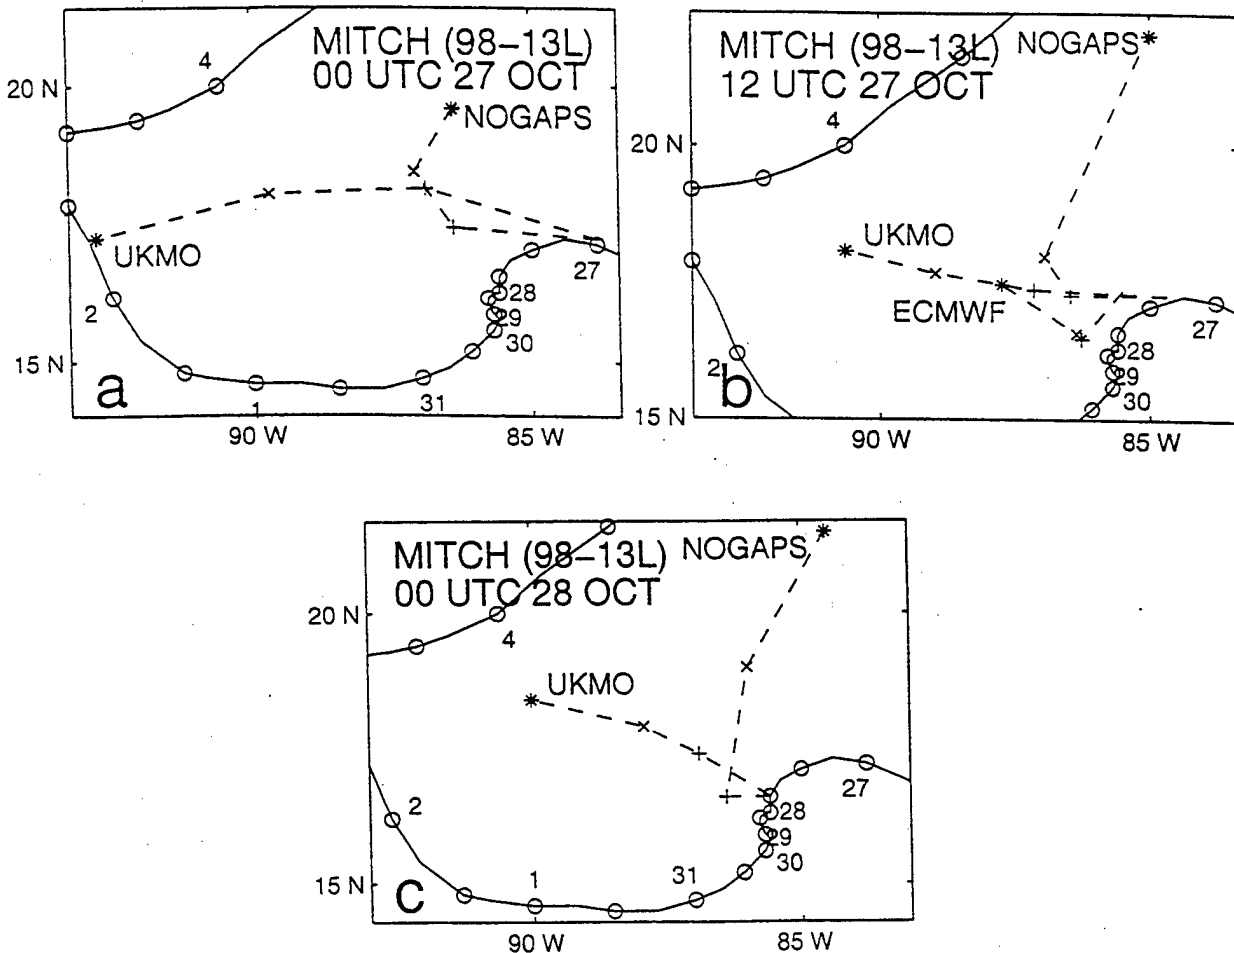 MITCH (98-13L)
00 UTC 27 OCT
4
20 N
NOGAPS
UKMO
27
2
28
29
30
15 N
a
31
90 W
1
85 W
MITCH (98-13L)
NOGAPS
12 UTC 27 OCT
4
20 N
UKMO
ECMWF
27
28
2
29
30
b
15 N
90 W
85 W
MITCH (98-13L)
NOGAPS
00 UTC 28 OCT
20 N
4
UKMO
27
2
28
29
30
1
31
15 N
c
90 W
85 W